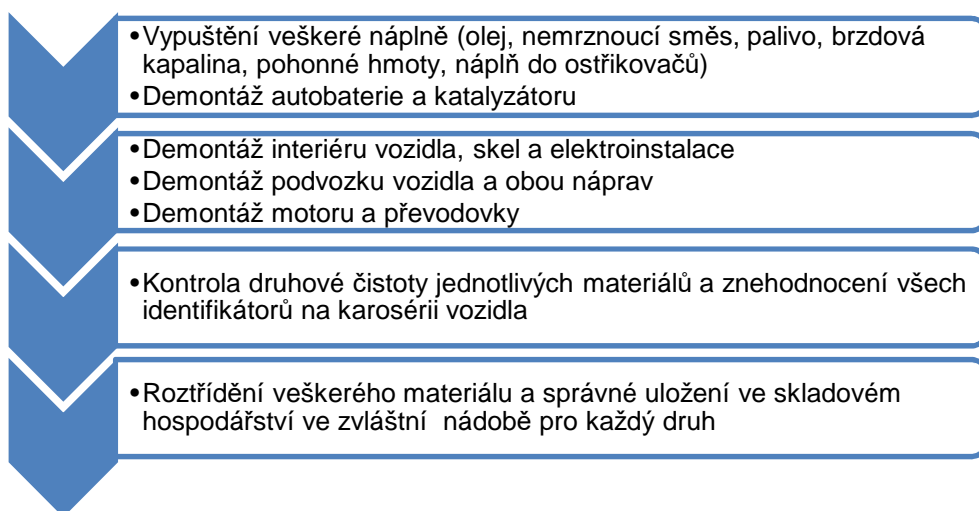 •Vypuštění veškeré náplně (olej, nemrznoucí směs, palivo, brzdová
kapalina, pohonné hmoty, náplň do ostřikovačů)
•Demontáž autobaterie a katalyzátoru
•Demontáž interiéru vozidla, skel a elektroinstalace
•Demontáž podvozku vozidla a obou náprav
•Demontáž motoru a převodovky
•Kontrola druhové čistoty jednotlivých materiálů a znehodnocení všech
identifikátorů na karosérii vozidla
•Roztřídění veškerého materiálu a správné uložení ve skladovém
hospodářství ve zvláštní  nádobě pro každý druh